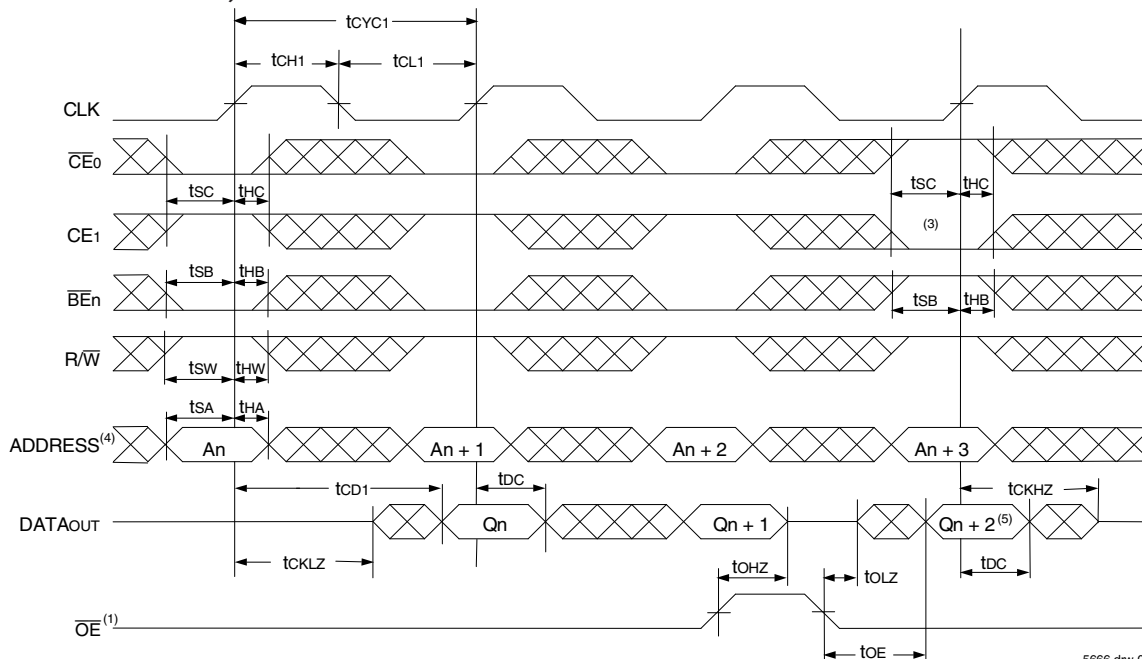 tCYC1
tCH1 tCL1
CLK
CE0
tSC tHC tSC tHC
CE1 (3)
tSB tHB
BEn
tSB tHB
R/W
tSW tHW
tSA tHA
ADDRESS(4) An An + 1 An + 2 An + 3
tCD1 tDC tCKHZ
DATAOUT Qn Qn + 1 Qn + 2(5)
tCKLZ tOHZ tOLZ tDC
OE(1)
tOE